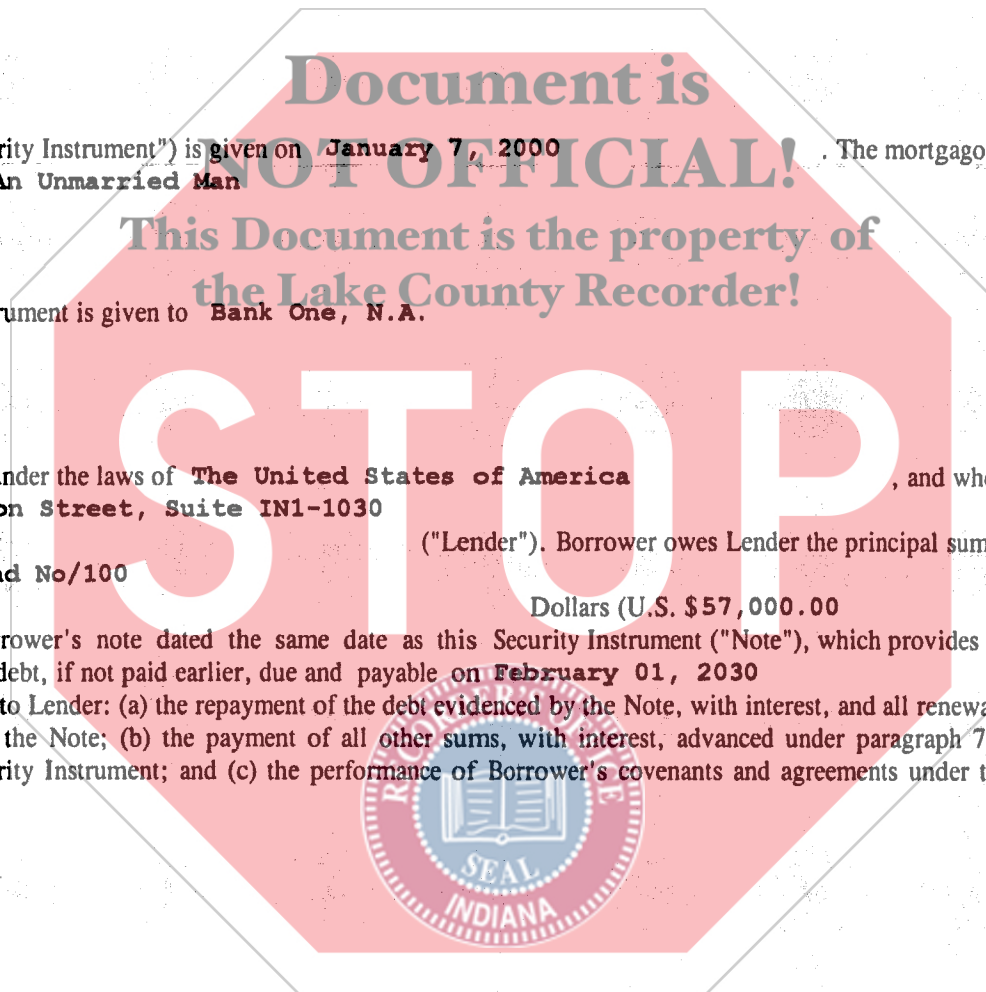 Document is
rity Instrument") is given on January 7, 2000 . The mortgago
NOT OFFICIAL!
An Unmarried Man
This Document is the property of
the Lake County Recorder!
rument is given to Bank One, N.A.
STOP
nder the laws of The United States of America , and who
on Street, Suite IN1-1030
("Lender"). Borrower owes Lender the principal sum
nd No/100
Dollars (U.S. $57,000.00
rower's note dated the same date as this Security Instrument ("Note"), which provides
debt, if not paid earlier, due and payable on February 01, 2030
to Lender: (a) the repayment of the debt evidenced by the Note, with interest, and all renewa
the Note; (b) the payment of all other sums, with interest, advanced under paragraph 7
rity Instrument; and (c) the performance of Borrower's covenants and agreements under t
RECORDER'S OFFICE
SEAL
INDIANA